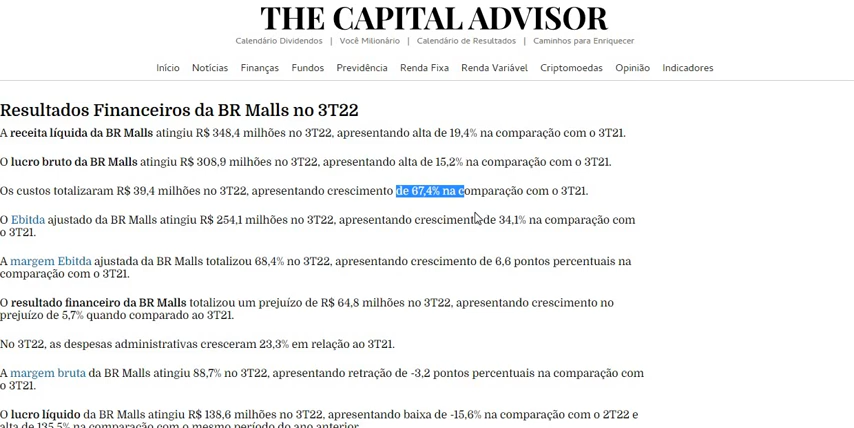 THE CAPITAL ADVISOR
Calendário Dividendos | Você Milionário | Calendário de Resultados | Caminhos para Enriquecer
Início Notícias Finanças Fundos Previdência Renda Fixa Renda Variável Criptomoedas Opinião Indicadores
Resultados Financeiros da BR Malls no 3T22
A receita líquida da BR Malls atingiu R$ 348,4 milhões no 3T22, apresentando alta de 19,4% na comparação com o 3T21.
O lucro bruto da BR Malls atingiu R$ 308,9 milhões no 3T22, apresentando alta de 15,2% na comparação com o 3T21.
Os custos totalizaram R$ 39,4 milhões no 3T22, apresentando crescimento de 67,4% na comparação com o 3T21.
O Ebitda ajustado da BR Malls atingiu R$ 254,1 milhões no 3T22, apresentando crescimento de 34,1% na comparação com
o 3T21.
A margem Ebitda ajustada da BR Malls totalizou 68,4% no 3T22, apresentando crescimento de 6,6 pontos percentuais na
comparação com o 3T21.
O resultado financeiro da BR Malls totalizou um prejuízo de R$ 64,8 milhões no 3T22, apresentando crescimento no
prejuízo de 5,7% quando comparado ao 3T21.
No 3T22, as despesas administrativas cresceram 23,3% em relação ao 3T21.
A margem bruta da BR Malls atingiu 88,7% no 3T22, apresentando retração de -3,2 pontos percentuais na comparação com
o 3T21.
O lucro líquido da BR Malls atingiu R$ 138,6 milhões no 3T22, apresentando baixa de -15,6% na comparação com o 2T22 e
alta de 135,5% na comparação com o mesmo período do ano anterior.